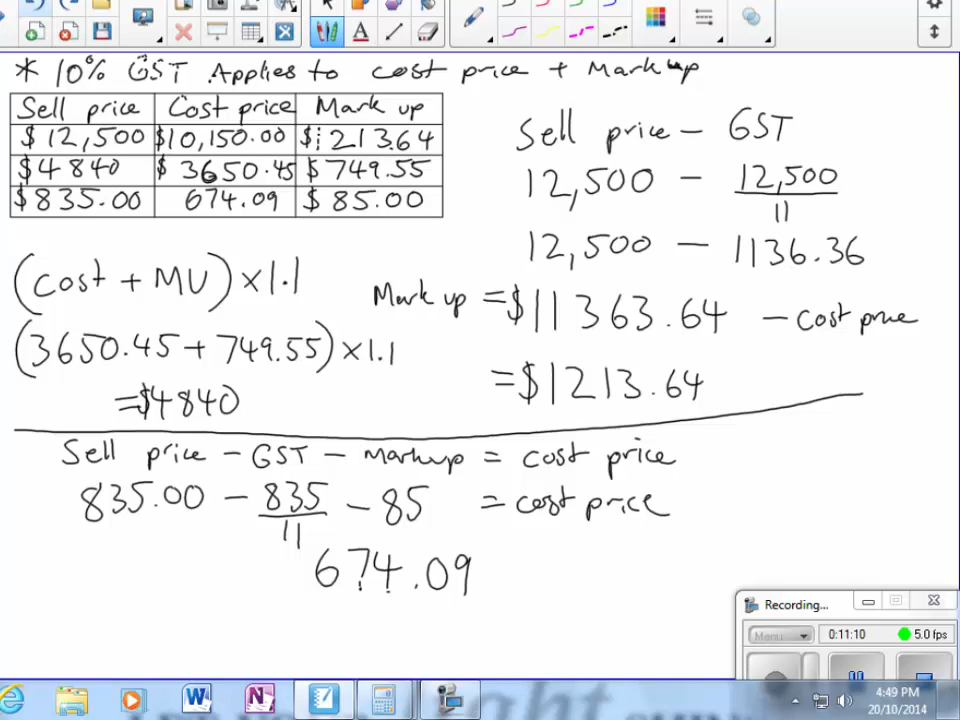 * 10% GST Applies to cost price + Mark up
Sell price Cost price Mark up
$12,500 $10,150.00 $1213.64
$4840 $3650.45 $749.55
$835.00 674.09 $85.00
Sell price - GST
12,500 - 12,500
11
12,500 - 1136.36
Mark up = $11363.64 - cost price
= $1213.64
(Cost + MU) × 1.1
(3650.45 + 749.55) × 1.1
= $4840
Sell price - GST - markup = cost price
835.00 - 835 - 85 = cost price
11
674.09
Recording...
Menu 0:11:10 5.0 fps
4:49 PM
20/10/2014